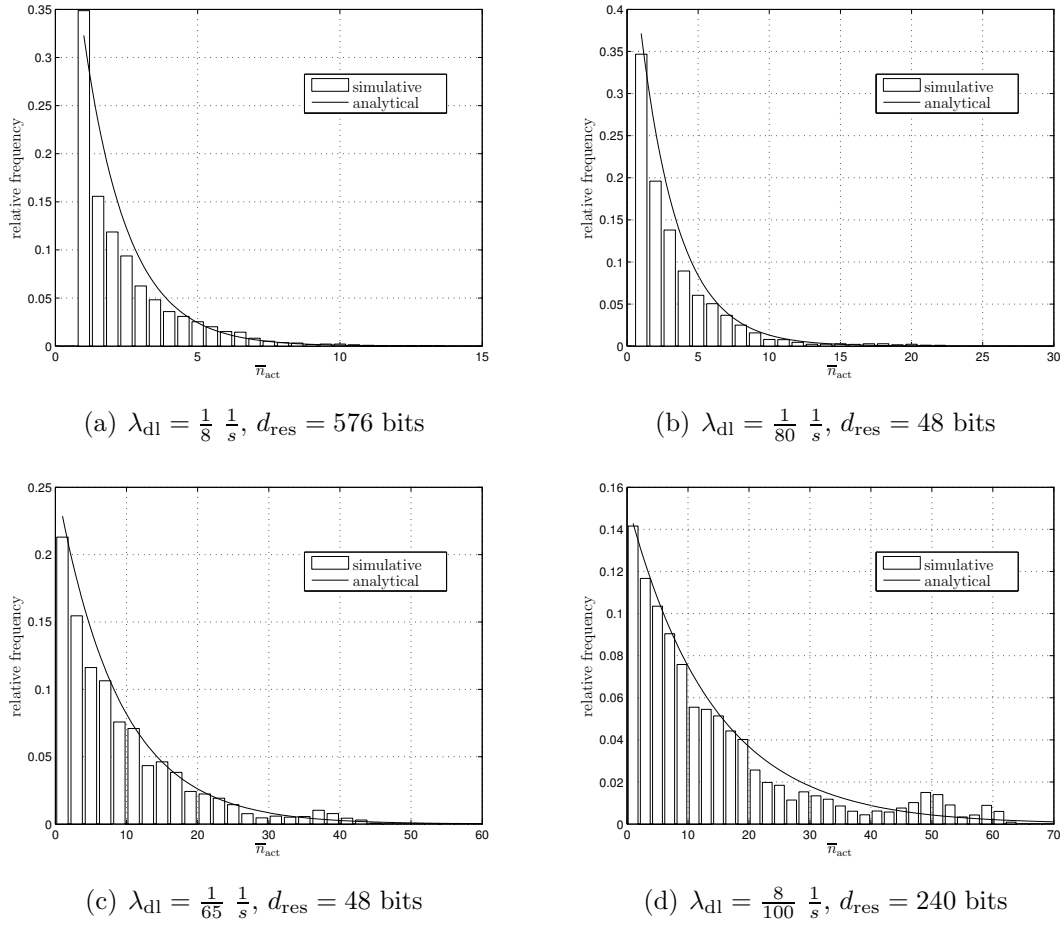 0.35
0.3
0.25
0.2
0.15
0.1
0.05
0
relative frequency
simulative
analytical
0 5 10 15
n̅act
(a) λdl = 1/8 1/s, dres = 576 bits
0.4
0.35
0.3
0.25
0.2
0.15
0.1
0.05
0
relative frequency
simulative
analytical
0 5 10 15 20 25 30
n̅act
(b) λdl = 1/80 1/s, dres = 48 bits
0.25
0.2
0.15
0.1
0.05
0
relative frequency
simulative
analytical
0 10 20 30 40 50 60
n̅act
(c) λdl = 1/65 1/s, dres = 48 bits
0.16
0.14
0.12
0.1
0.08
0.06
0.04
0.02
0
relative frequency
simulative
analytical
0 10 20 30 40 50 60 70
n̅act
(d) λdl = 8/100 1/s, dres = 240 bits